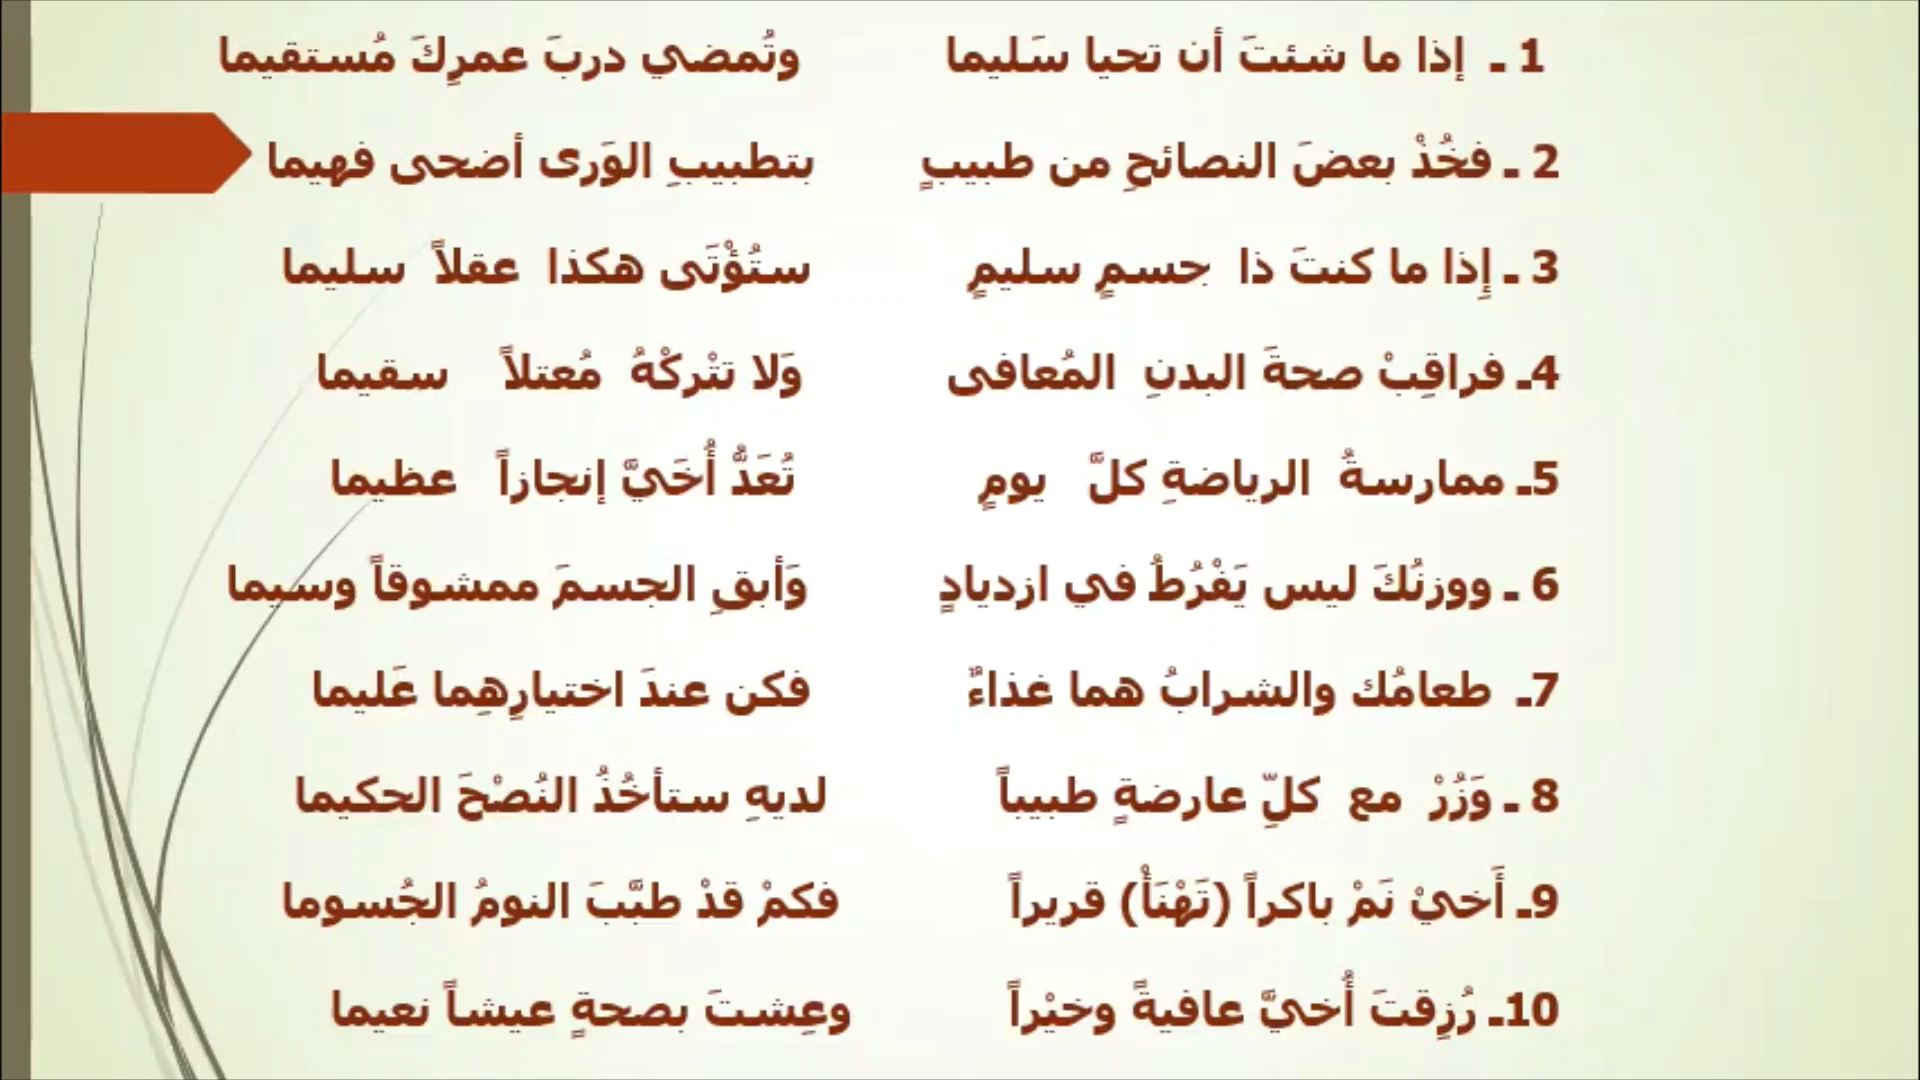 1 ـ إذا ما شئتَ أن تحيا سَليما وتُمضي دربَ عمرِكَ مُستقيما
2 ـ فخُذْ بعضَ النصائحِ من طبيبٍ بتطبيبِ الوَرى أضحى فهيما
3 ـ إِذا ما كنتَ ذا جسمٍ سليمٍ ستُؤْتَى هكذا عقلاً سليما
4ـ فراقِبْ صحةَ البدنِ المُعافى وَلا تتْركْهُ مُعتلاً سقيما
5ـ ممارسةُ الرياضةِ كلَّ يومٍ تُعَدُّ أُخَيَّ إنجازاً عظيما
6 ـ ووزنُكَ ليس يَفْرُطُ في ازديادٍ وَأبقِ الجسمَ ممشوقاً وسيما
7ـ طعامُك والشرابُ هما غذاءٌ فكن عندَ اختيارِهِما عَليما
8 ـ وَزُرْ مع كلِّ عارضةٍ طبيباً لديهِ ستأخُذُ النُصْحَ الحكيما
9ـ أَخيْ نَمْ باكراً (تَهْنَأْ) قريراً فكمْ قدْ طبَّبَ النومُ الجُسوما
10ـ رُزِقتَ أُخيَّ عافيةً وخيْراً وعِشتَ بصحةٍ عيشاً نعيما